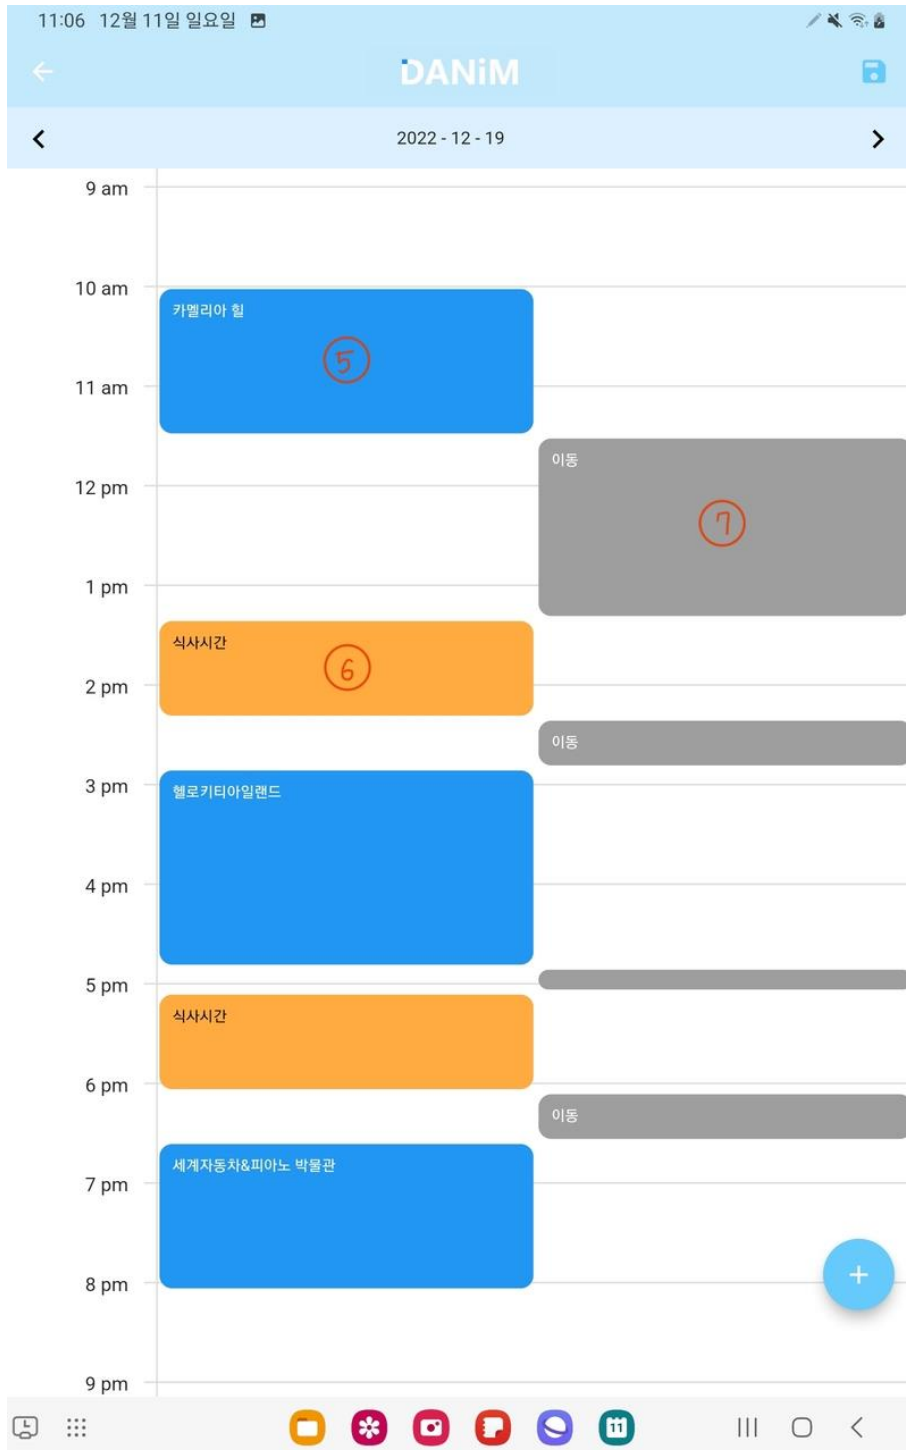 11:06 12월 11일 일요일
DANiM
2022 - 12 - 19
9 am
10 am
카멜리아 힐
⑤
11 am
이동
12 pm
⑦
1 pm
식사시간
⑥
2 pm
이동
3 pm
헬로키티아일랜드
4 pm
5 pm
식사시간
6 pm
이동
세계자동차&피아노 박물관
7 pm
+
8 pm
9 pm
11